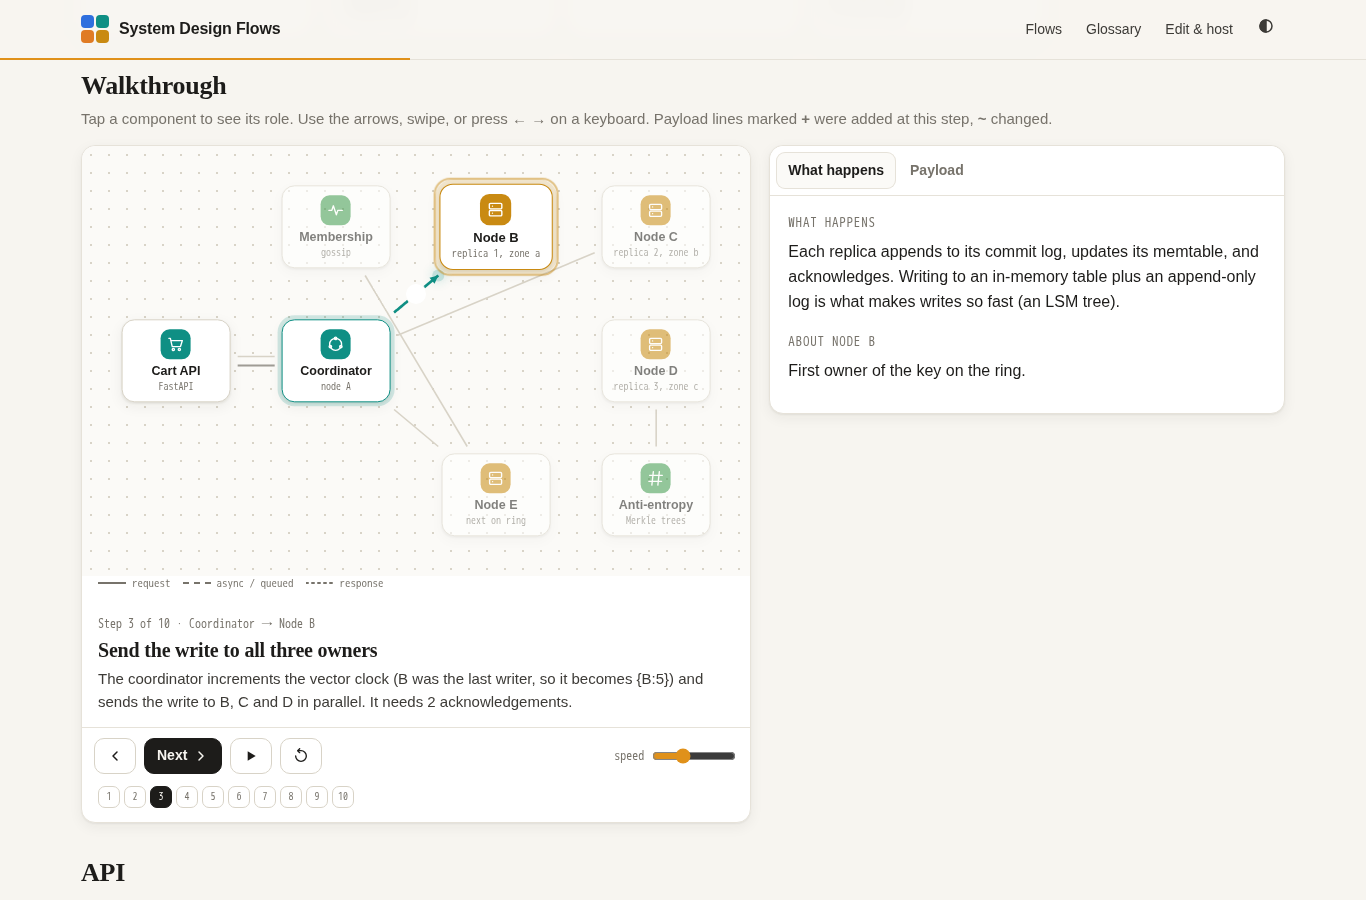 System Design Flows
Flows
Glossary
Edit & host
Walkthrough
Tap a component to see its role. Use the arrows, swipe, or press ← → on a keyboard. Payload lines marked + were added at this step, ~ changed.
Membership
gossip
Node B
replica 1, zone a
Node C
replica 2, zone b
Cart API
FastAPI
Coordinator
node A
Node D
replica 3, zone c
Node E
next on ring
Anti-entropy
Merkle trees
request
async / queued
response
Step 3 of 10 · Coordinator → Node B
Send the write to all three owners
The coordinator increments the vector clock (B was the last writer, so it becomes {B:5}) and
sends the write to B, C and D in parallel. It needs 2 acknowledgements.
Next
speed
1 2 3 4 5 6 7 8 9 10
What happens
Payload
WHAT HAPPENS
Each replica appends to its commit log, updates its memtable, and
acknowledges. Writing to an in-memory table plus an append-only
log is what makes writes so fast (an LSM tree).
ABOUT NODE B
First owner of the key on the ring.
API